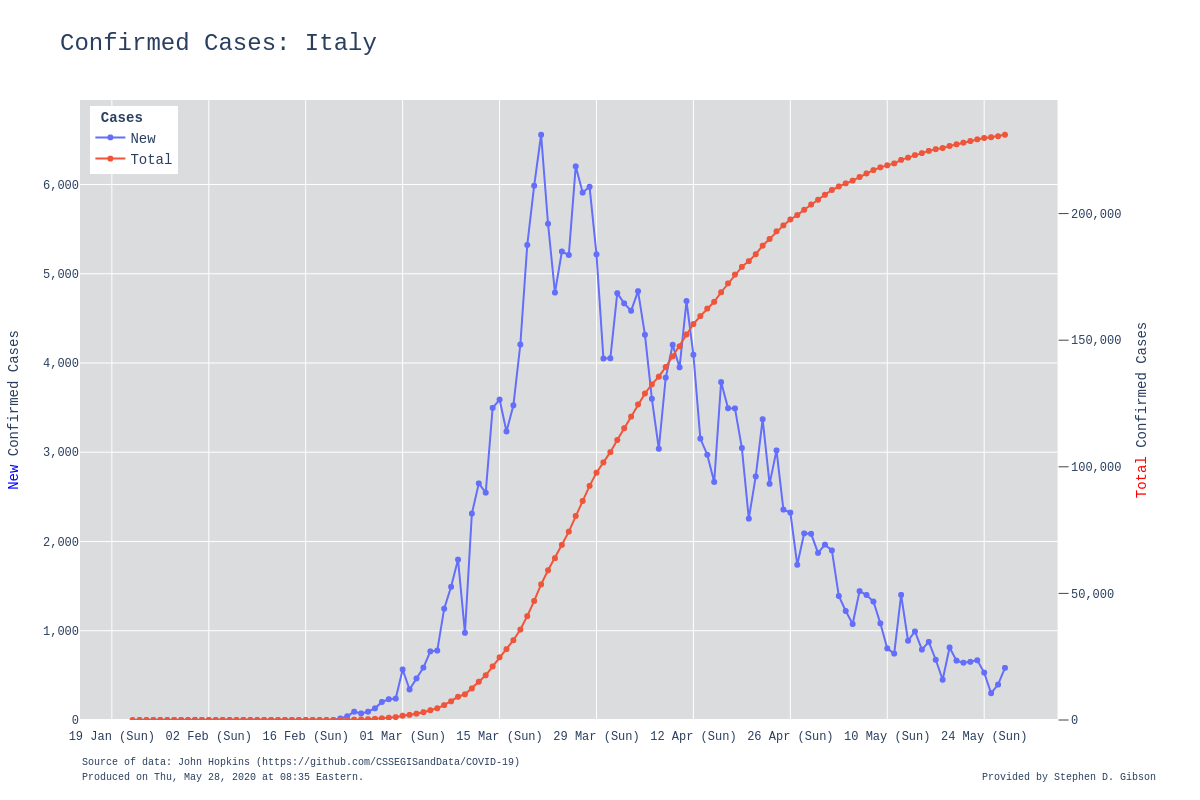 Confirmed Cases: Italy
Cases
New
Total
6,000
5,000
4,000
3,000
2,000
1,000
0
New Confirmed Cases
200,000
150,000
100,000
50,000
0
Total Confirmed Cases
19 Jan (Sun) 02 Feb (Sun) 16 Feb (Sun) 01 Mar (Sun) 15 Mar (Sun) 29 Mar (Sun) 12 Apr (Sun) 26 Apr (Sun) 10 May (Sun) 24 May (Sun)
Source of data: John Hopkins (https://github.com/CSSEGISandData/COVID-19)
Produced on Thu, May 28, 2020 at 08:35 Eastern.
Provided by Stephen D. Gibson